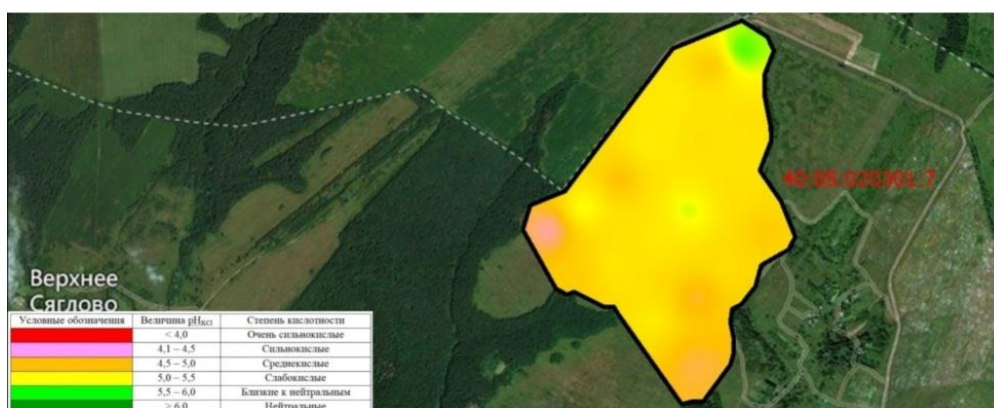 40:05:020301:7
Верхнее
Сяглово
Условные обозначения Величина pHKCl Степень кислотности
< 4,0 Очень сильнокислые
4,1 – 4,5 Сильнокислые
4,5 – 5,0 Среднекислые
5,0 – 5,5 Слабокислые
5,5 – 6,0 Близкие к нейтральным
> 6,0 Нейтральные